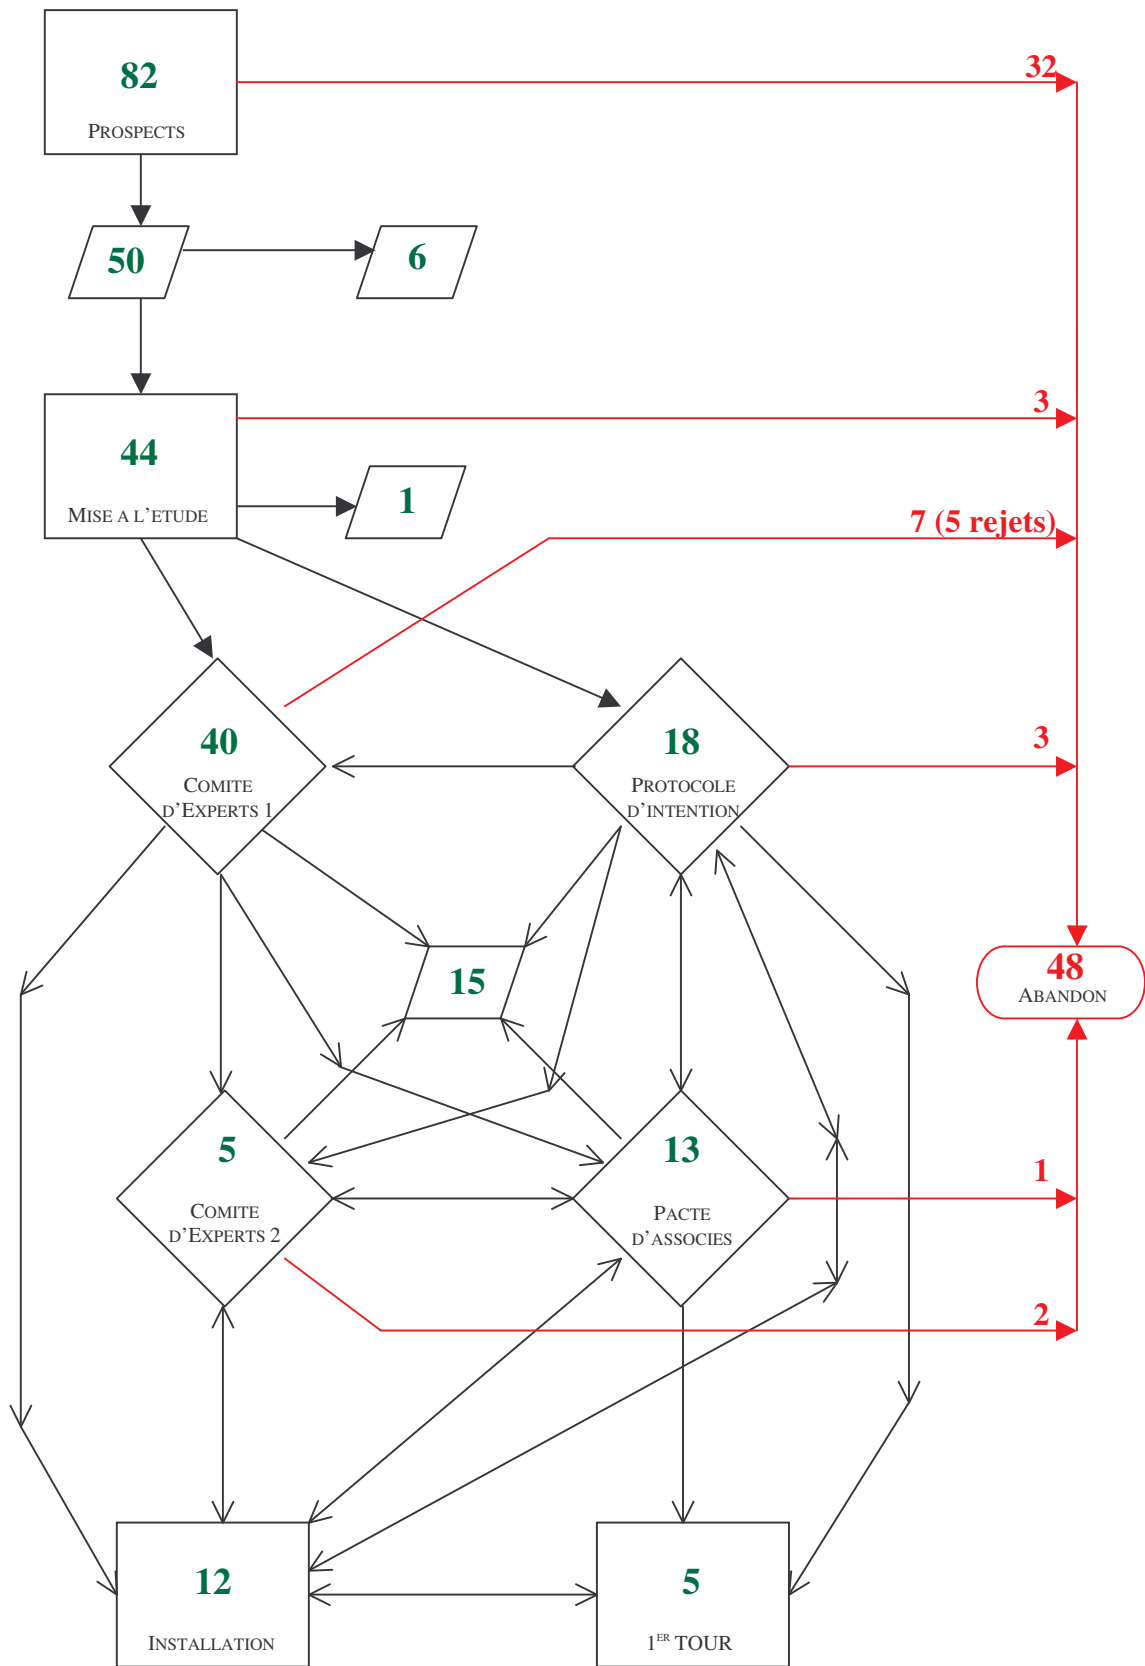 82
32
PROSPECTS
50
6
44
3
MISE A L'ETUDE
1
7 (5 rejets)
40
COMITE
D'EXPERTS 1
18
PROTOCOLE
D'INTENTION
3
15
48
ABANDON
5
COMITE
D'EXPERTS 2
13
PACTE
D'ASSOCIES
1
2
12
INSTALLATION
5
1ER TOUR